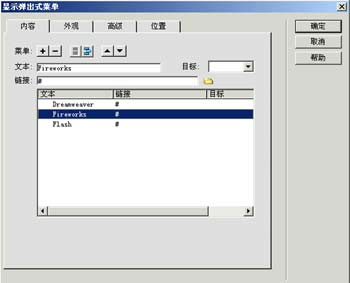 显示弹出式菜单
内容 外观 高级 位置
确定
取消
帮助
菜单:
文本: Fireworks 目标:
链接: #
文本 链接 目标
Dreamweaver #
Fireworks #
Flash #